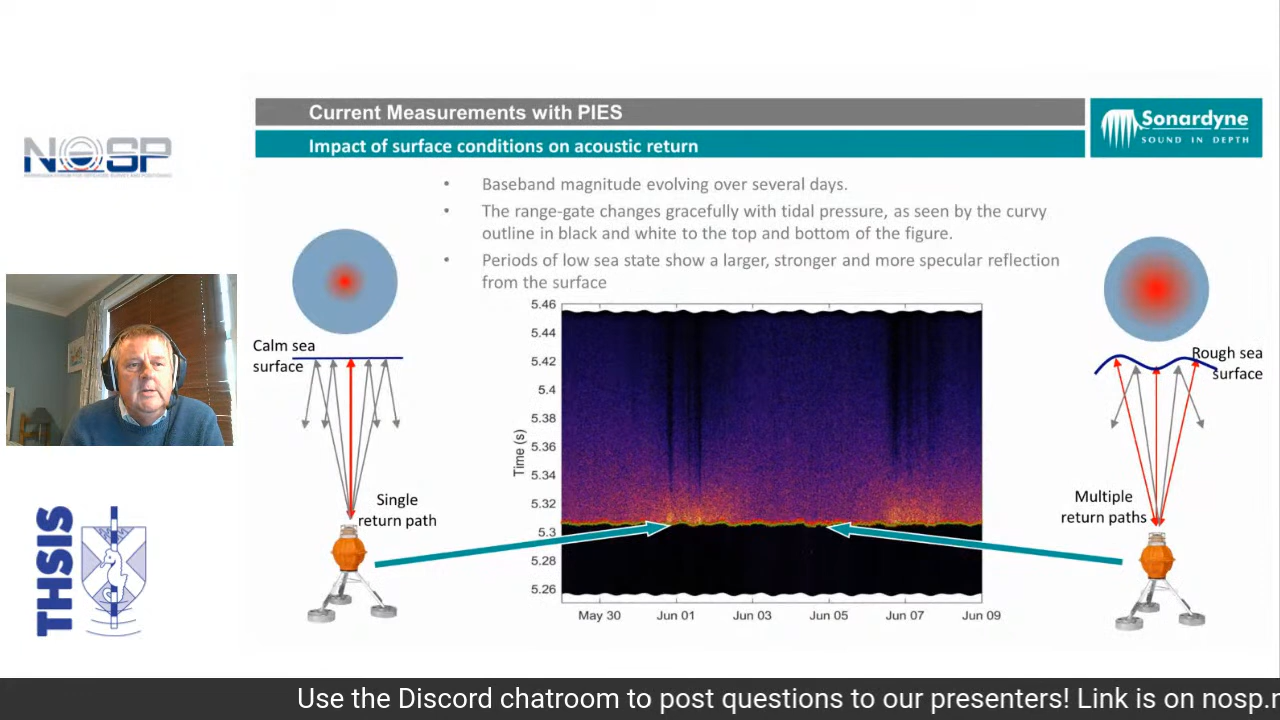 Current Measurements with PIES
Impact of surface conditions on acoustic return
Sonardyne
SOUND IN DEPTH
NOSP
• Baseband magnitude evolving over several days.
• The range-gate changes gracefully with tidal pressure, as seen by the curvy
outline in black and white to the top and bottom of the figure.
• Periods of low sea state show a larger, stronger and more specular reflection
from the surface
Calm sea
surface
Single
return path
THSIS
Time (s)
5.46
5.44
5.42
5.4
5.38
5.36
5.34
5.32
5.3
5.28
5.26
May 30
Jun 01
Jun 03
Jun 05
Jun 07
Jun 09
Rough sea
surface
Multiple
return paths
Use the Discord chatroom to post questions to our presenters! Link is on nosp.r